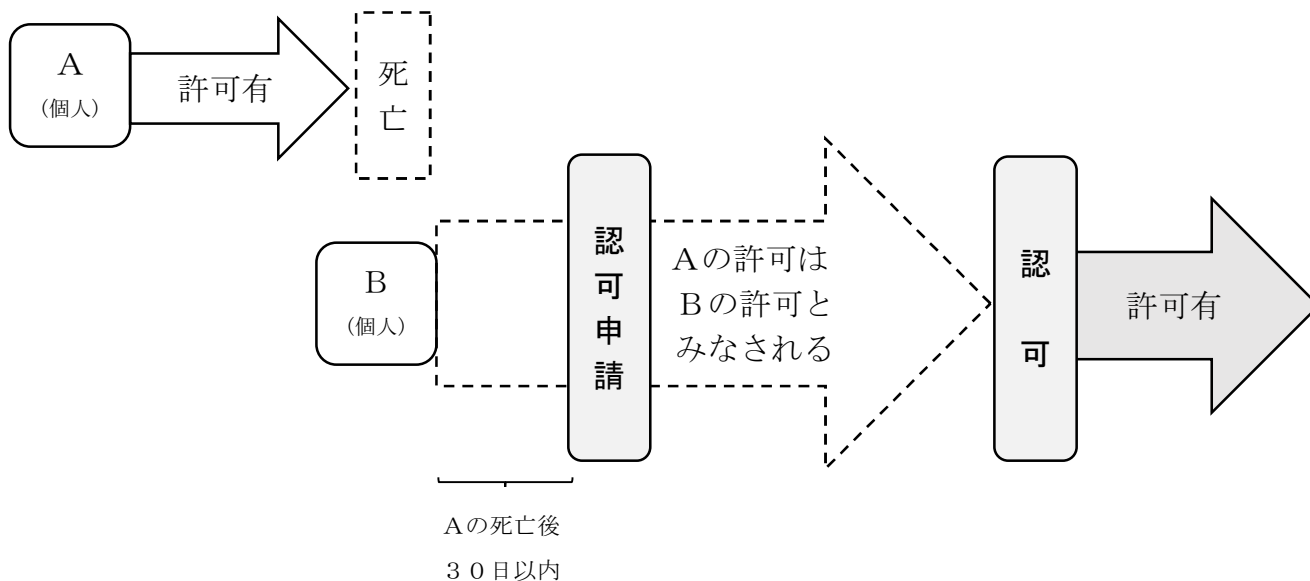 A
(個人)
許可有
死亡
B
(個人)
認可申請
Aの許可は
Bの許可と
みなされる
認可
許可有
Aの死亡後
30日以内